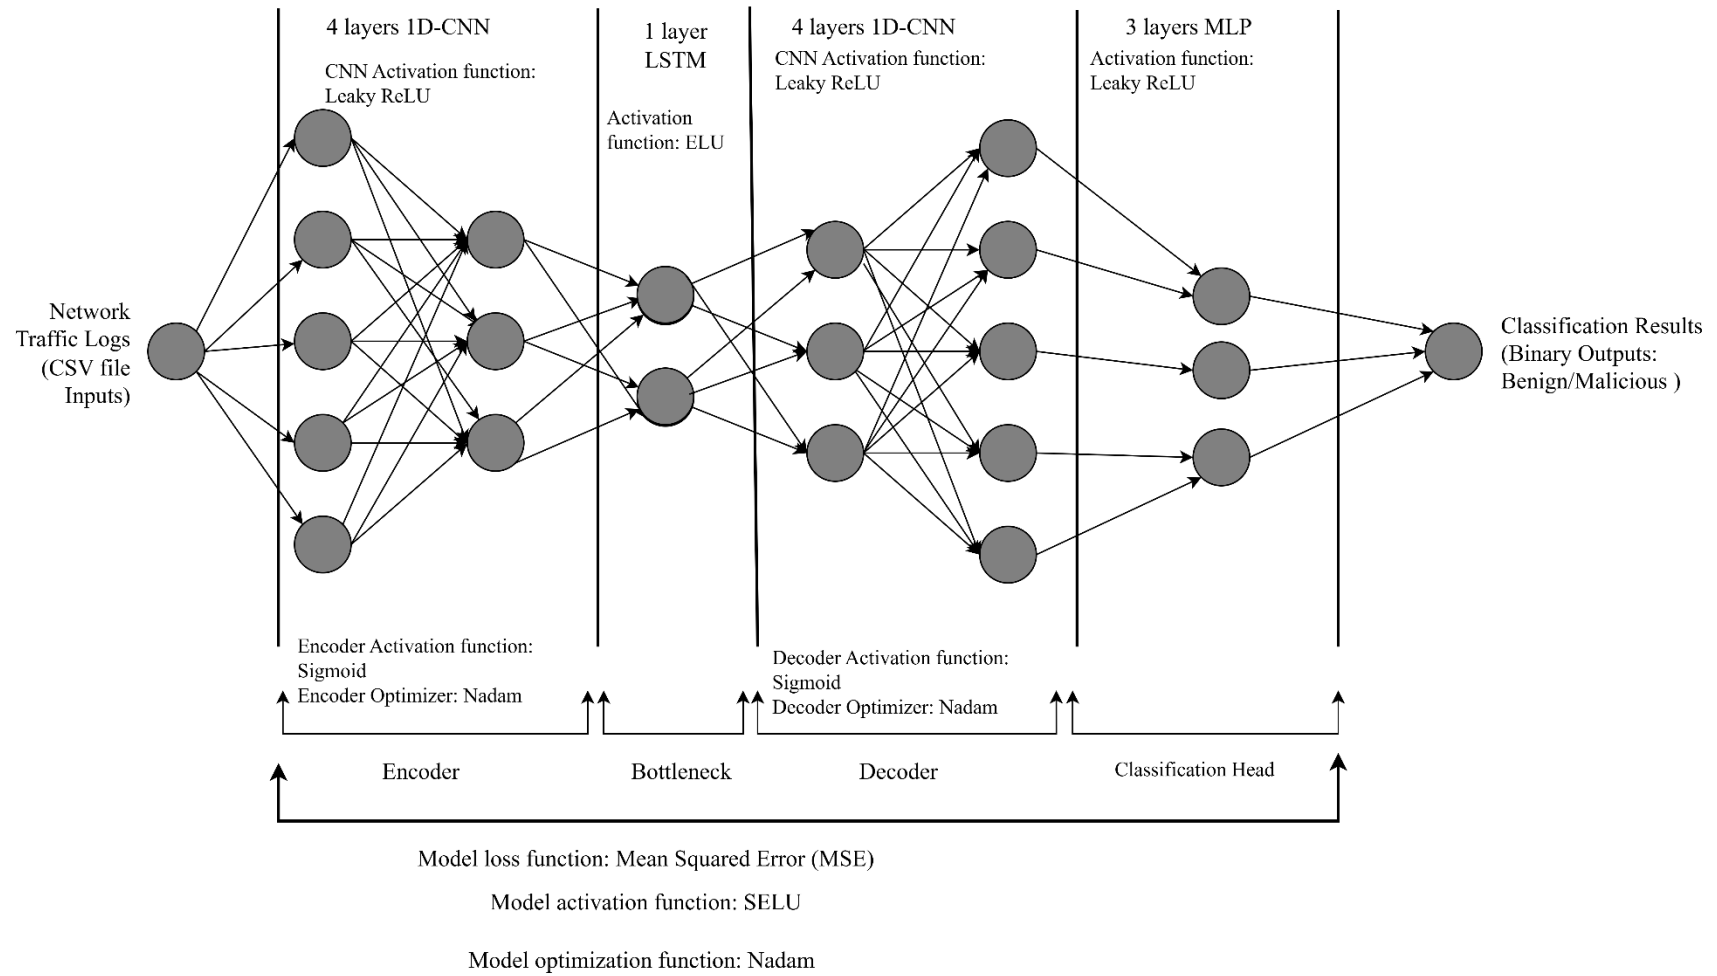 4 layers 1D-CNN
CNN Activation function:
Leaky ReLU
1 layer
LSTM
Activation
function: ELU
4 layers 1D-CNN
CNN Activation function:
Leaky ReLU
3 layers MLP
Activation function:
Leaky ReLU
Network
Traffic Logs
(CSV file
Inputs)
Classification Results
(Binary Outputs:
Benign/Malicious )
Encoder Activation function:
Sigmoid
Encoder Optimizer: Nadam
Decoder Activation function:
Sigmoid
Decoder Optimizer: Nadam
Encoder
Bottleneck
Decoder
Classification Head
Model loss function: Mean Squared Error (MSE)
Model activation function: SELU
Model optimization function: Nadam